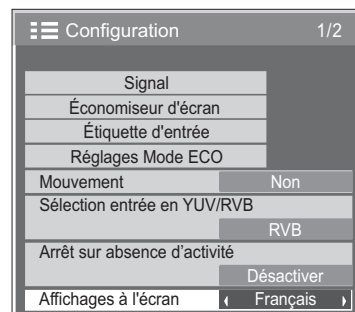 Configuration 1/2
Signal
Économiseur d'écran
Étiquette d'entrée
Réglages Mode ECO
Mouvement Non
Sélection entrée en YUV/RVB
RVB
Arrêt sur absence d’activité
Désactiver
Affichages à l'écran Français